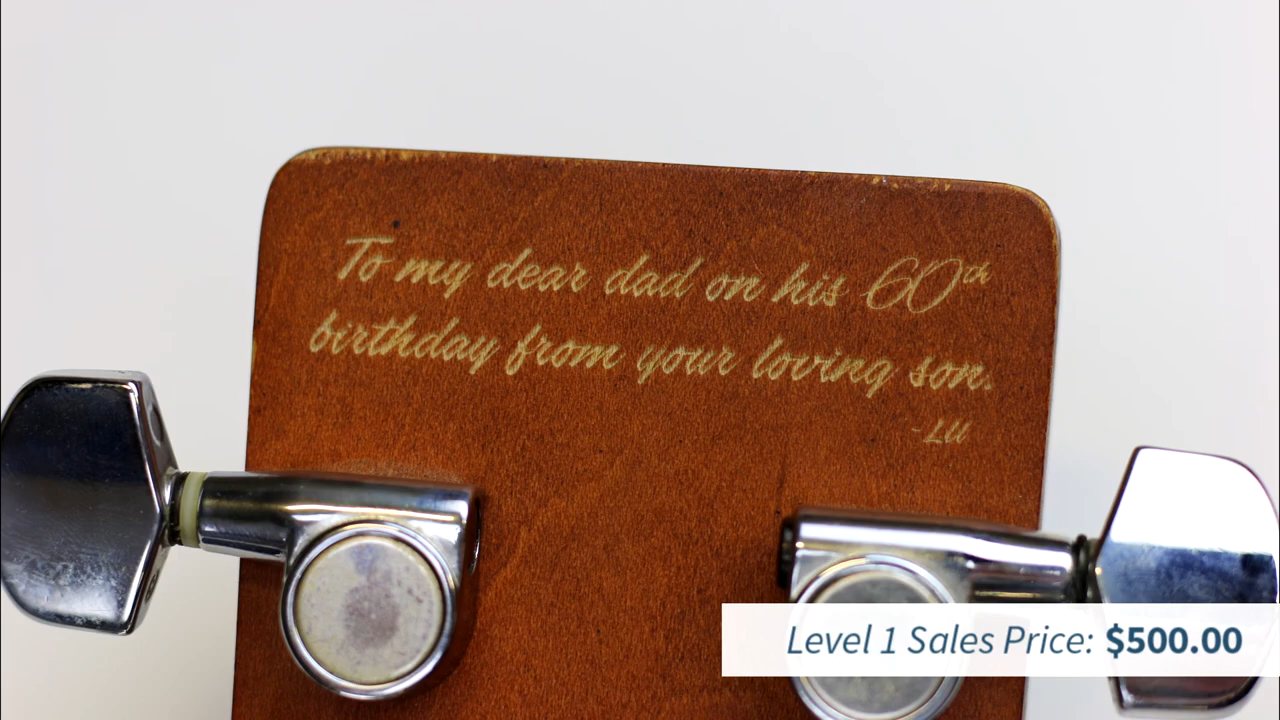 To my dear dad on his 60th
birthday from your loving son.
-LU
Level 1 Sales Price: $500.00